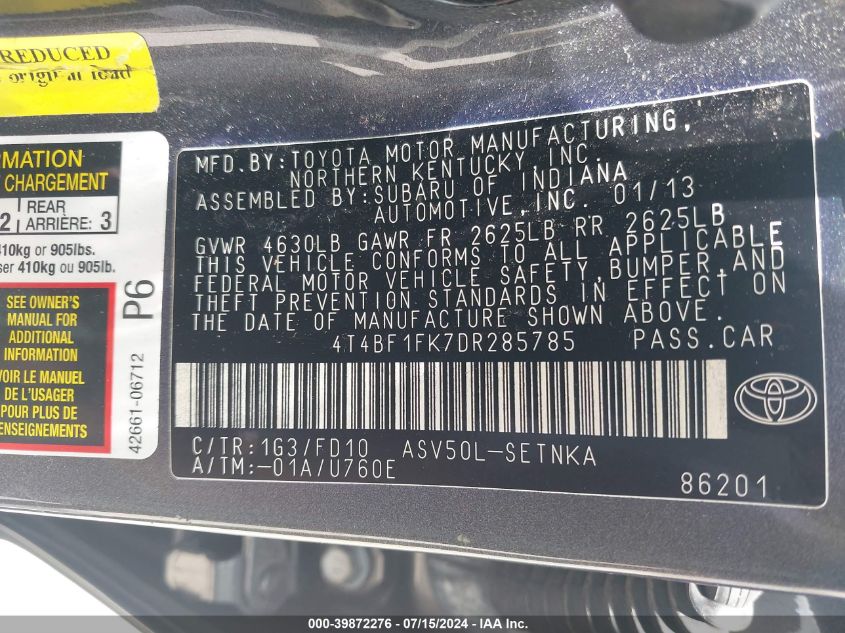 REDUCED
original load
MFD.BY:TOYOTA MOTOR MANUFACTURING,
NORTHERN KENTUCKY, INC.
ASSEMBLED BY:SUBARU OF INDIANA
AUTOMOTIVE,INC. 01/13
GVWR 4630LB GAWR FR 2625LB RR 2625LB
THIS VEHICLE CONFORMS TO ALL APPLICABLE
FEDERAL MOTOR VEHICLE SAFETY,BUMPER,AND
THEFT PREVENTION STANDARDS IN EFFECT ON
THE DATE OF MANUFACTURE SHOWN ABOVE.
4T4BF1FK7DR285785 PASS.CAR
C/TR:1G3/FD10 ASV50L-SETNKA
A/TM:-01A/U760E
86201
RMATION
CHARGEMENT
2 REAR
ARRIÈRE: 3
410kg or 905lbs.
ser 410kg ou 905lb.
SEE OWNER'S
MANUAL FOR
ADDITIONAL
INFORMATION
VOIR LE MANUEL
DE L'USAGER
POUR PLUS DE
RENSEIGNEMENTS
P6
42661-06712
000-39872276 - 07/15/2024 - IAA Inc.